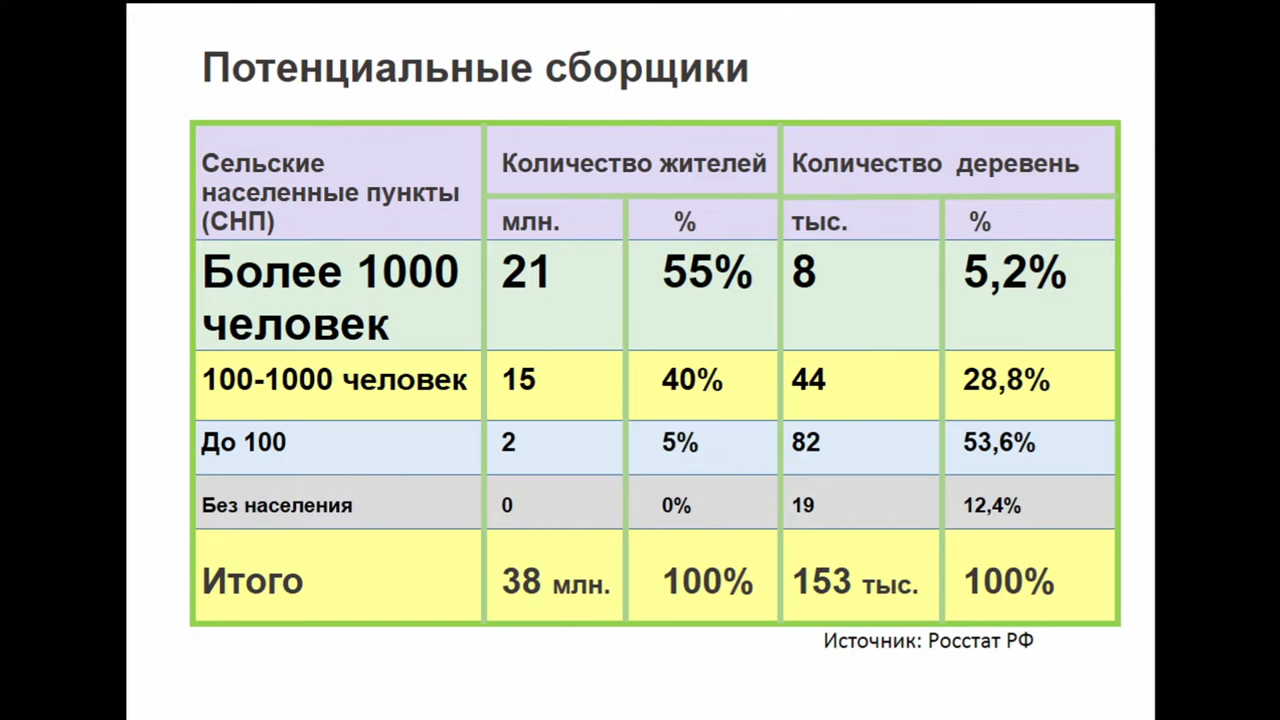 Потенциальные сборщики
Сельские
населенные пункты
(СНП)
Количество жителей
Количество деревень
млн.
%
тыс.
%
Более 1000
человек
21
55%
8
5,2%
100-1000 человек
15
40%
44
28,8%
До 100
2
5%
82
53,6%
Без населения
0
0%
19
12,4%
Итого
38 млн.
100%
153 тыс.
100%
Источник: Росстат РФ